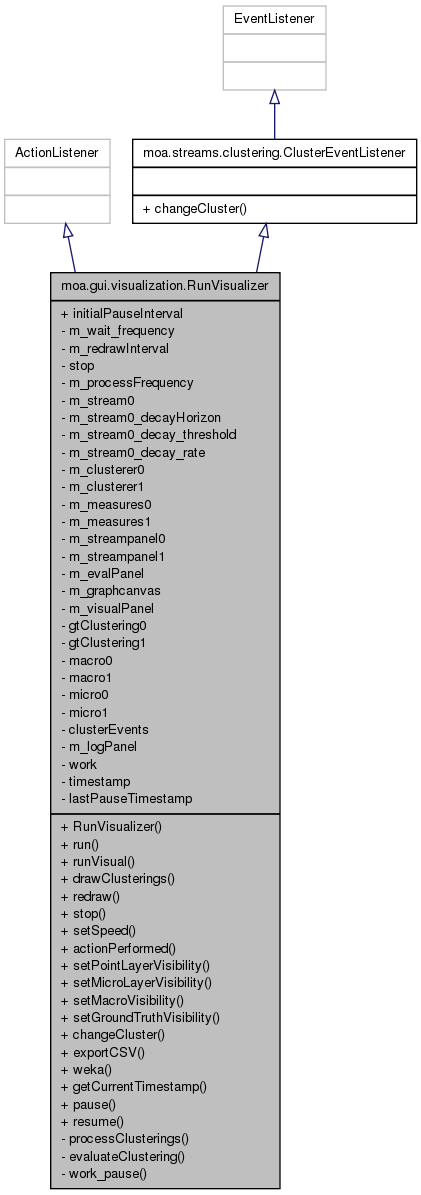 EventListener
ActionListener
moa.streams.clustering.ClusterEventListener
+ changeCluster()
moa.gui.visualization.RunVisualizer
+ initialPauseInterval
- m_wait_frequency
- m_redrawInterval
- stop
- m_processFrequency
- m_stream0
- m_stream0_decayHorizon
- m_stream0_decay_threshold
- m_stream0_decay_rate
- m_clusterer0
- m_clusterer1
- m_measures0
- m_measures1
- m_streampanel0
- m_streampanel1
- m_evalPanel
- m_graphcanvas
- m_visualPanel
- gtClustering0
- gtClustering1
- macro0
- macro1
- micro0
- micro1
- clusterEvents
- m_logPanel
- work
- timestamp
- lastPauseTimestamp
+ RunVisualizer()
+ run()
+ runVisual()
+ drawClusterings()
+ redraw()
+ stop()
+ setSpeed()
+ actionPerformed()
+ setPointLayerVisibility()
+ setMicroLayerVisibility()
+ setMacroVisibility()
+ setGroundTruthVisibility()
+ changeCluster()
+ exportCSV()
+ weka()
+ getCurrentTimestamp()
+ pause()
+ resume()
- processClusterings()
- evaluateClustering()
- work_pause()